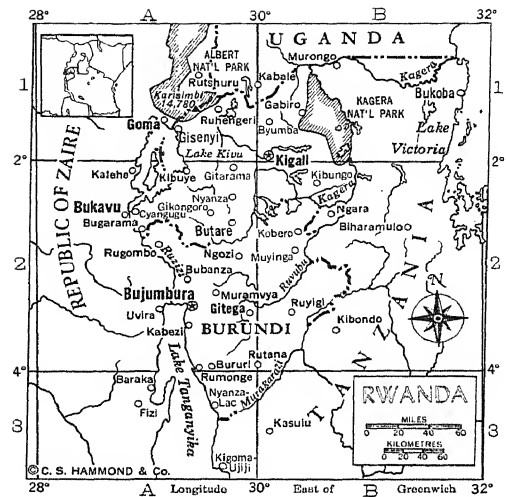 28° A 30° B 32°
UGANDA
ALBERT
NAT'L PARK
Murongo
Rutshuru
Kabale
Kagera
1
1
Karisimbi
14,780
Gabiro
KAGERA
NAT'L PARK
Bukoba
Goma
Ruhengeri
Byumba
Lake
Victoria
Gisenyi
Lake Kivu
Kigali
2°
2°
REPUBLIC OF ZAIRE
Kalehe
Kibuye
Gitarama
Kibungo
Kagera
Nyanza
Bukavu
Cyangugu
Gikongoro
Ngara
Bugarama
Butare
Kobero
Biharamulo
2
2
Rugombo
Ruzizi
Ngozi
Muyinga
Ruvubu
Bubanza
TANZANIA
N
Bujumbura
Muramvya
Gitega
Ruyigi
Uvira
Kibondo
Kabezi
BURUNDI
Lake Tanganyika
Rutana
4°
4°
Bururi
Baraka
Rumonge
Murakarazi
Fizi
Nyanza-
Lac
Kasulu
3
3
Kigoma
Ujiji
RWANDA
MILES
0 20 40 60
KILOMETRES
0 20 40 60
© C. S. HAMMOND & Co.
A Longitude 30° East of B Greenwich 32°